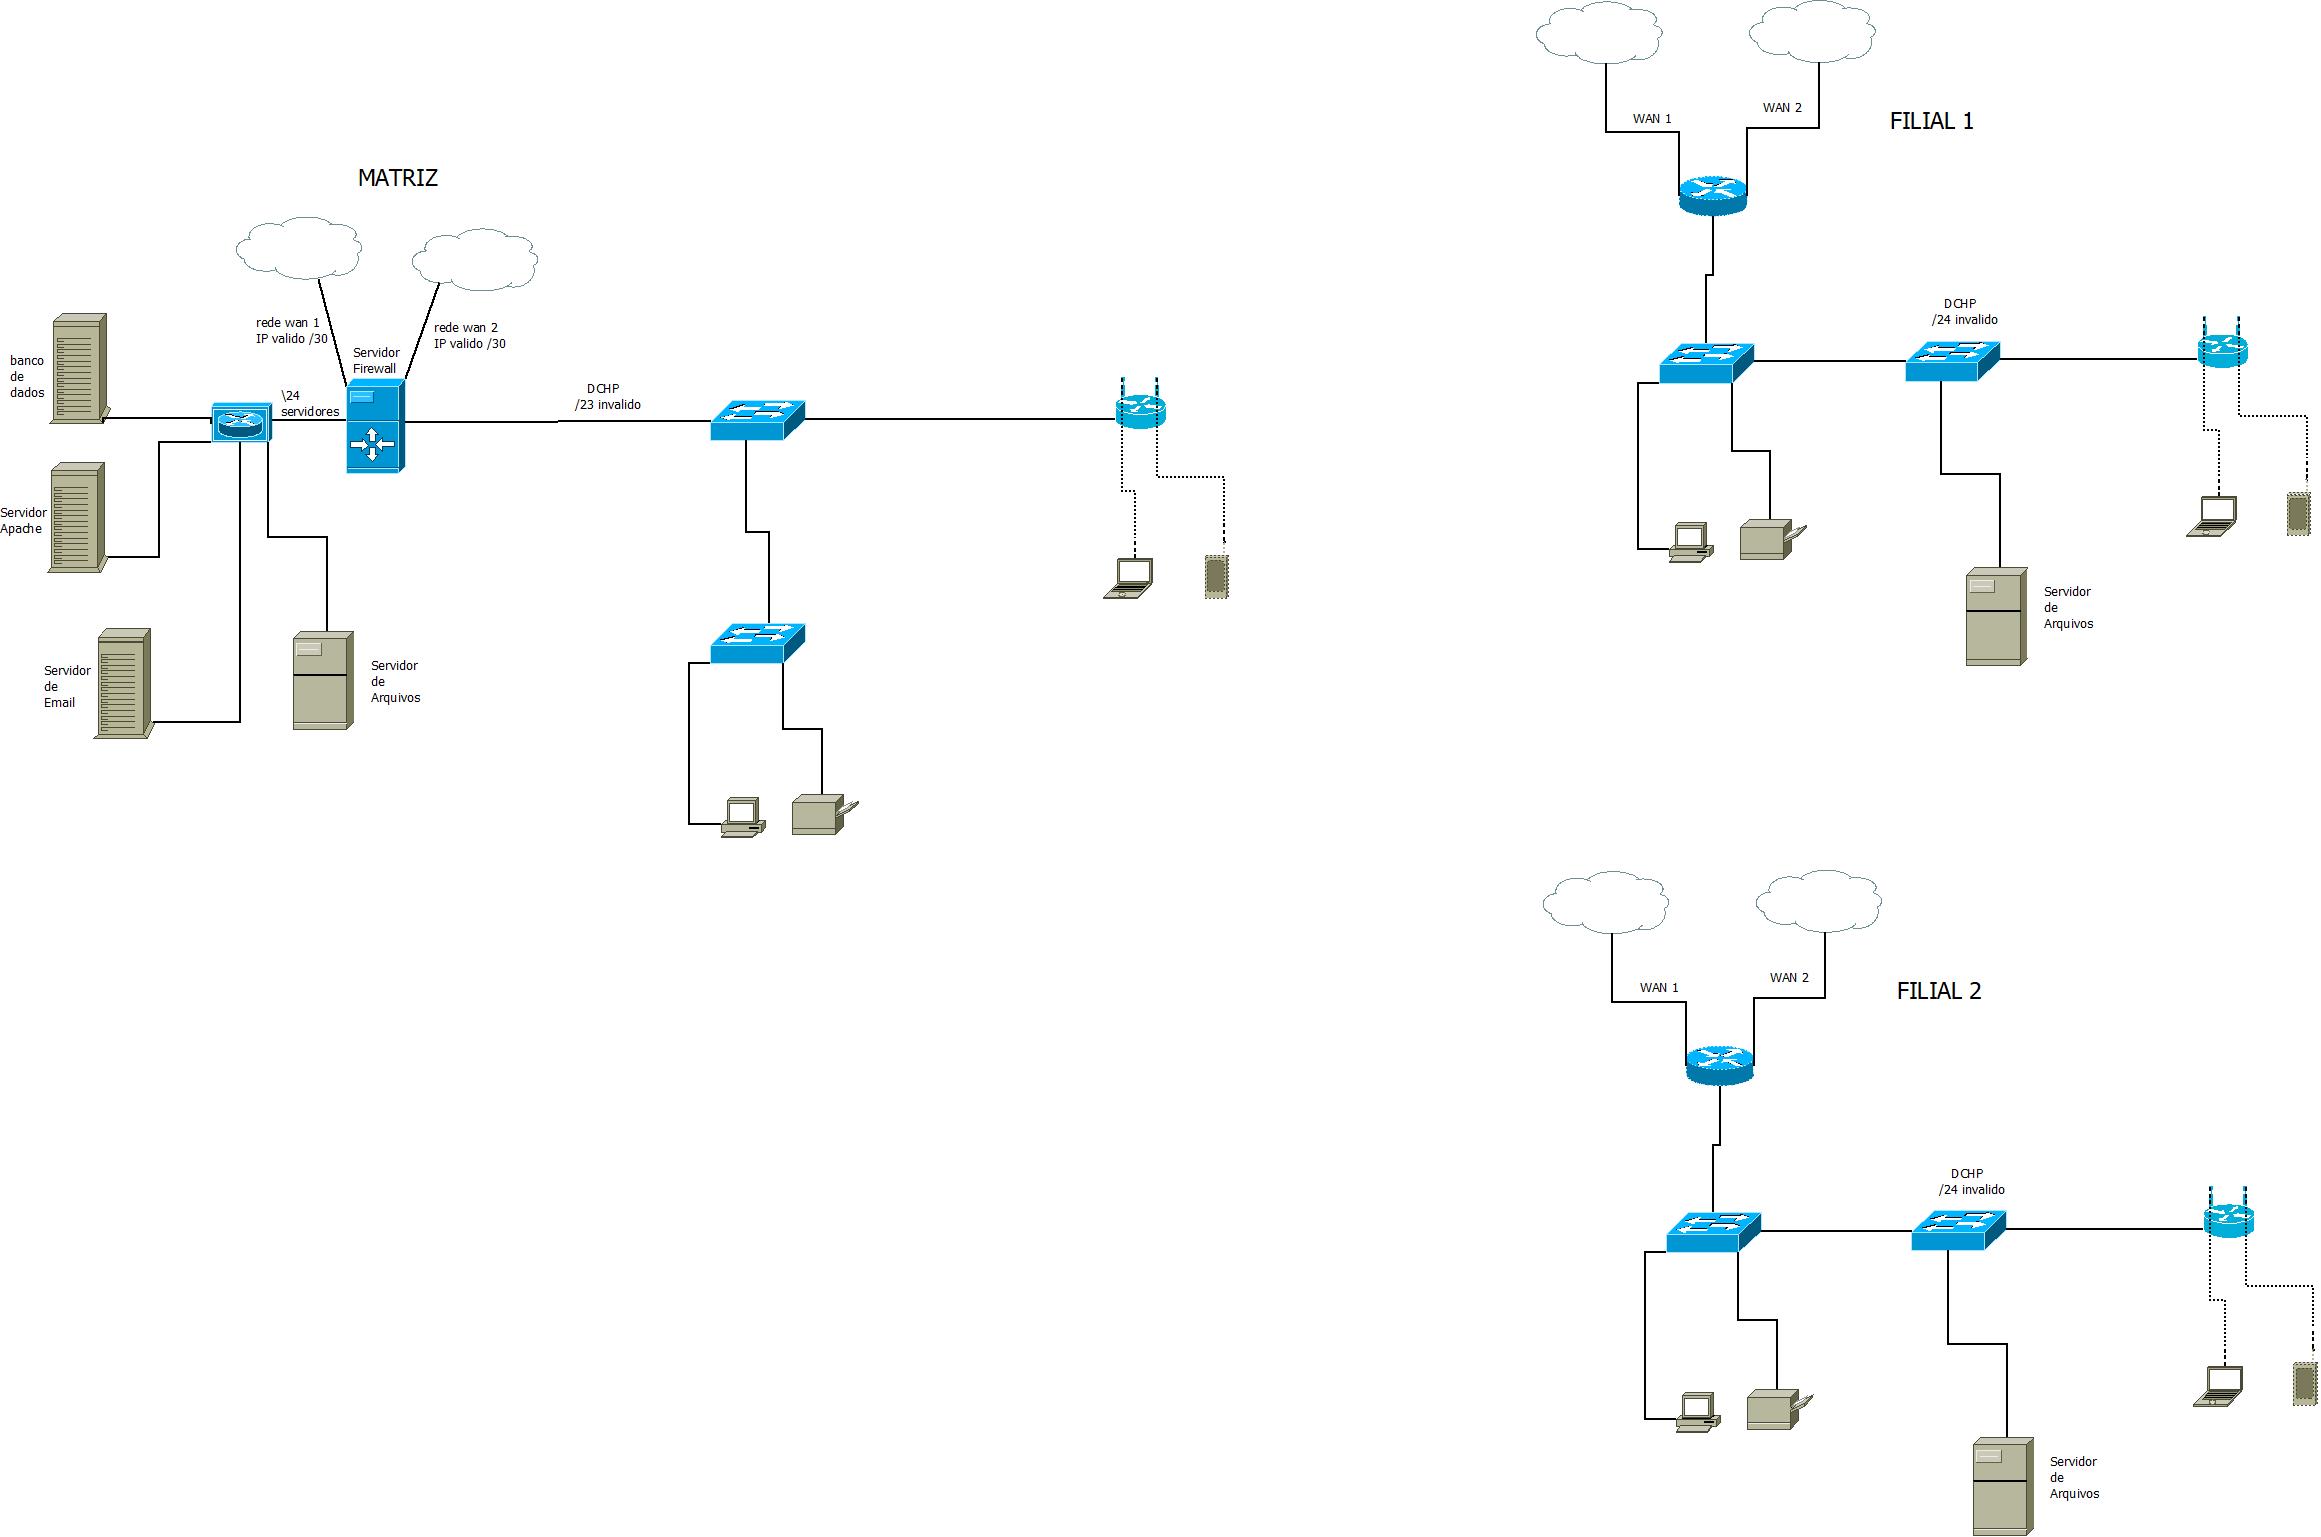 MATRIZ
rede wan 1
IP valido /30
rede wan 2
IP valido /30
Servidor
Firewall
banco
de
dados
\24
servidores
DCHP
/23 invalido
Servidor
Apache
Servidor
de
Email
Servidor
de
Arquivos
WAN 1
WAN 2
FILIAL 1
DCHP
/24 invalido
Servidor
de
Arquivos
WAN 1
WAN 2
FILIAL 2
DCHP
/24 invalido
Servidor
de
Arquivos